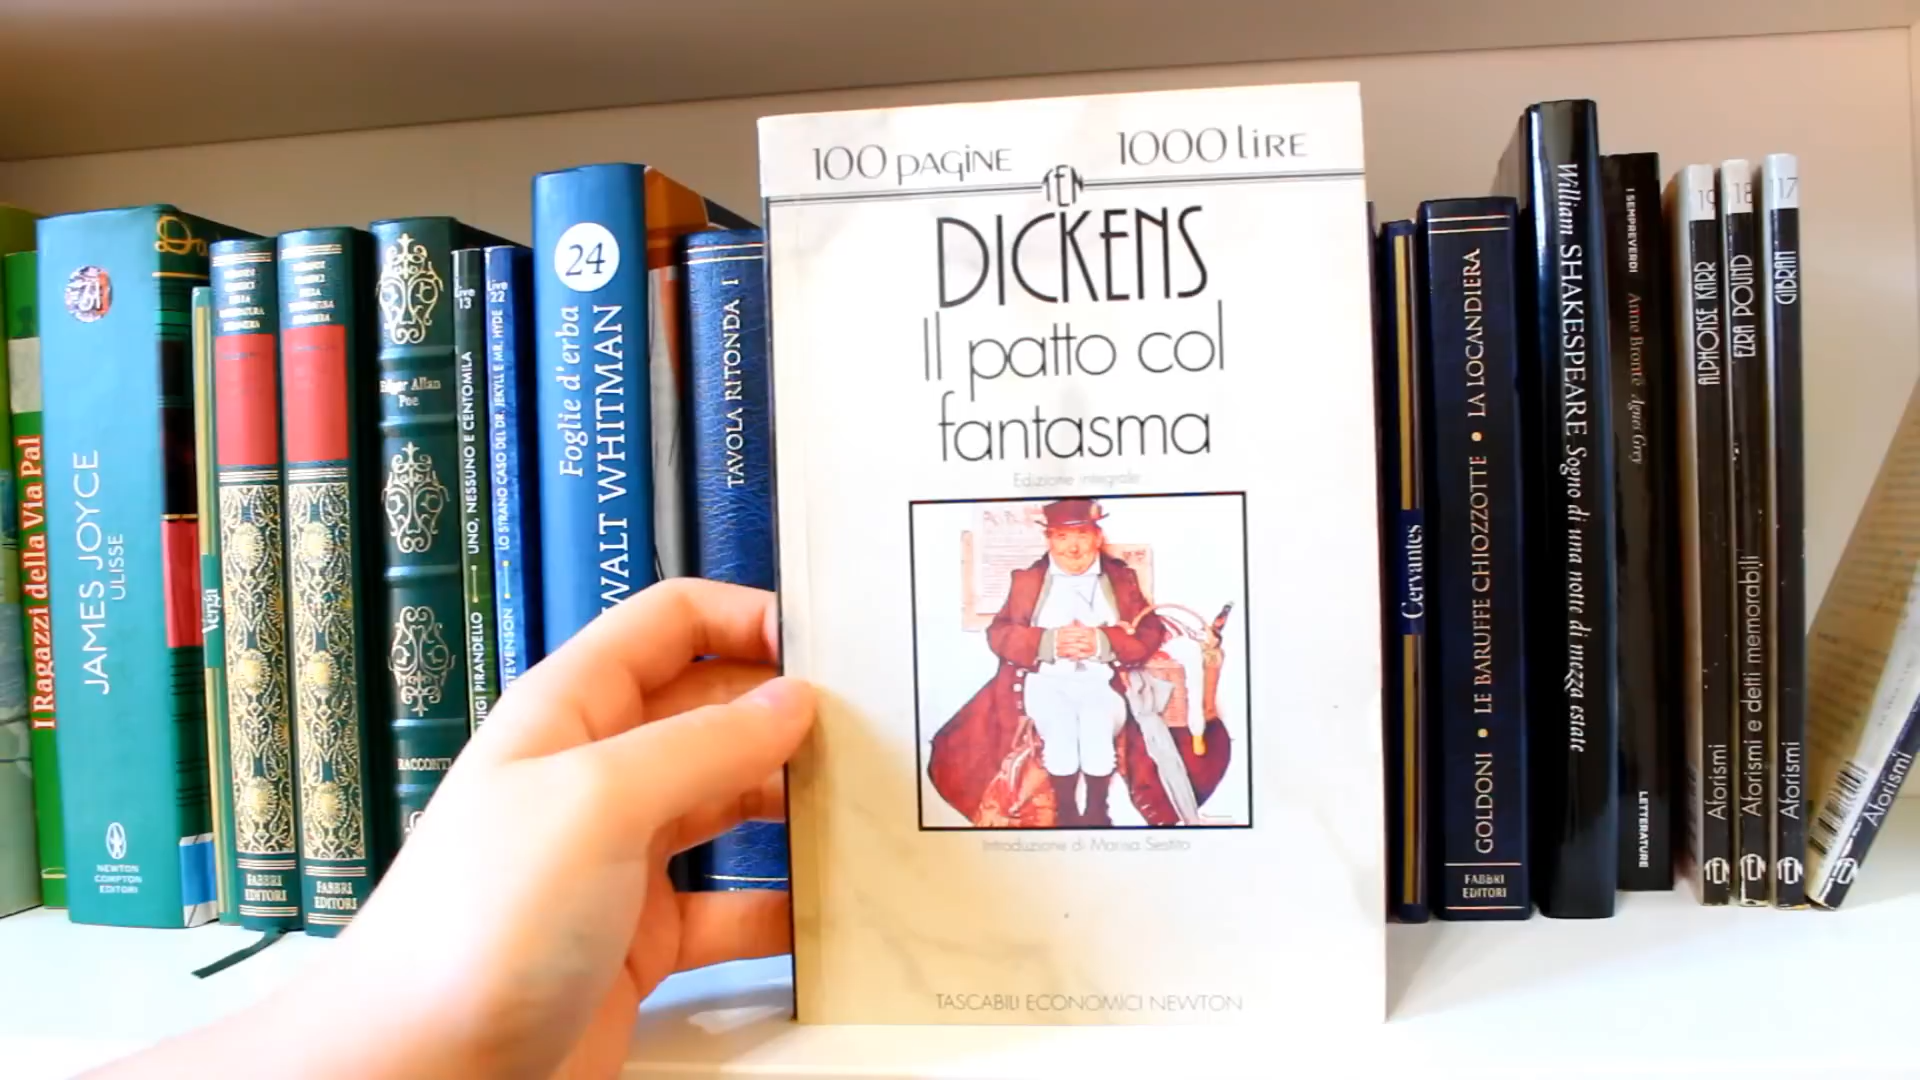 I Ragazzi della Via Pal
JAMES JOYCE
ULISSE
NEWTON
COMPTON
EDITORI
Verga
FABBRI
EDITORI
FABBRI
EDITORI
Edgar Allan
Poe
RACCONTI
Live
13
UNO, NESSUNO E CENTOMILA
LUIGI PIRANDELLO
Live
22
LO STRANO CASO DEL DR. JEKYLL E MR. HYDE
STEVENSON
24
Foglie d'erba
WALT WHITMAN
TAVOLA RITONDA I
100 PAGINE
1000 LIRE
TEN
DICKENS
Il patto col
fantasma
Edizione integrale
Introduzione di Marisa Sestito
TASCABILI ECONOMICI NEWTON
Cervantes
GOLDONI • LE BARUFFE CHIOZZOTTE • LA LOCANDIERA
FABBRI
EDITORI
William SHAKESPEARE Sogno di una notte di mezza estate
I SEMPREVERDI
Anne Brontë Agnes Grey
LETTERATURE
19
ALPHONSE KARR
Aforismi
TEN
18
EZRA POUND
Aforismi e detti memorabili
TEN
17
GIBRAN
Aforismi
TEN
Aforismi
TEN